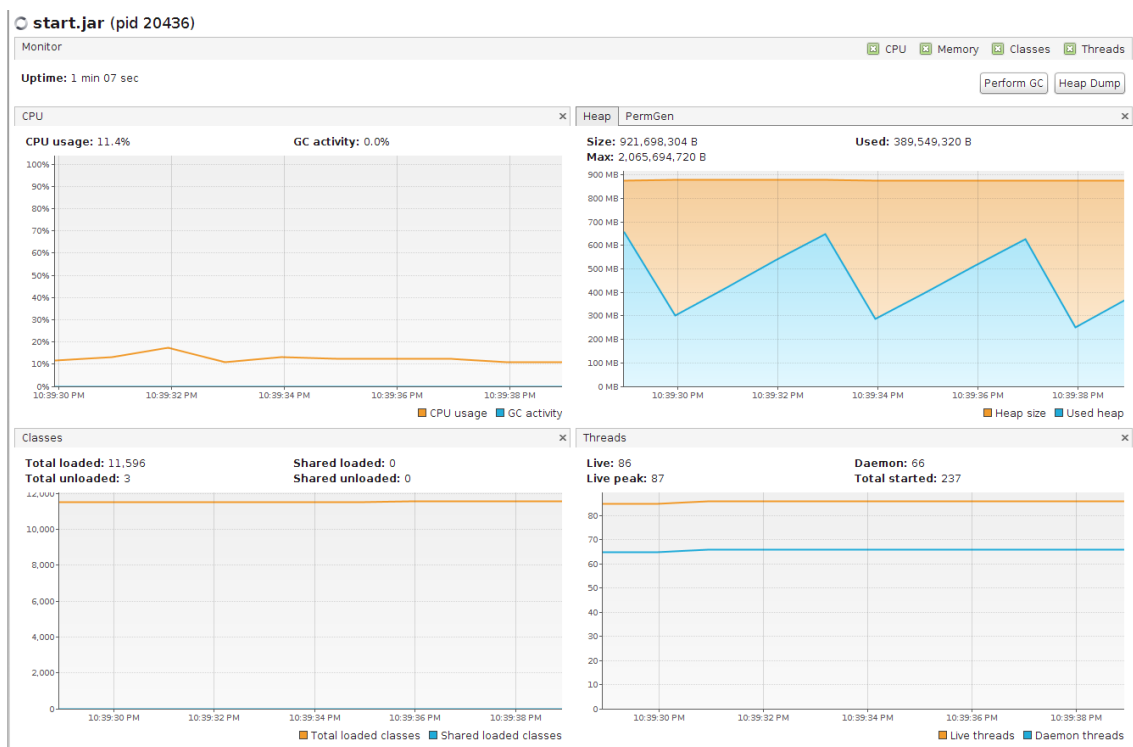 start.jar (pid 20436)
Monitor
CPU Memory Classes Threads
Uptime: 1 min 07 sec
Perform GC Heap Dump
CPU
CPU usage: 11.4% GC activity: 0.0%
100%
90%
80%
70%
60%
50%
40%
30%
20%
10%
0%
10:39:30 PM 10:39:32 PM 10:39:34 PM 10:39:36 PM 10:39:38 PM
CPU usage GC activity
Heap PermGen
Size: 921,698,304 B Used: 389,549,320 B
Max: 2,065,694,720 B
900 MB
800 MB
700 MB
600 MB
500 MB
400 MB
300 MB
200 MB
100 MB
0 MB
10:39:30 PM 10:39:32 PM 10:39:34 PM 10:39:36 PM 10:39:38 PM
Heap size Used heap
Classes
Total loaded: 11,596 Shared loaded: 0
Total unloaded: 3 Shared unloaded: 0
12,000
10,000
8,000
6,000
4,000
2,000
0
10:39:30 PM 10:39:32 PM 10:39:34 PM 10:39:36 PM 10:39:38 PM
Total loaded classes Shared loaded classes
Threads
Live: 86 Daemon: 66
Live peak: 87 Total started: 237
80
70
60
50
40
30
20
10
0
10:39:30 PM 10:39:32 PM 10:39:34 PM 10:39:36 PM 10:39:38 PM
Live threads Daemon threads